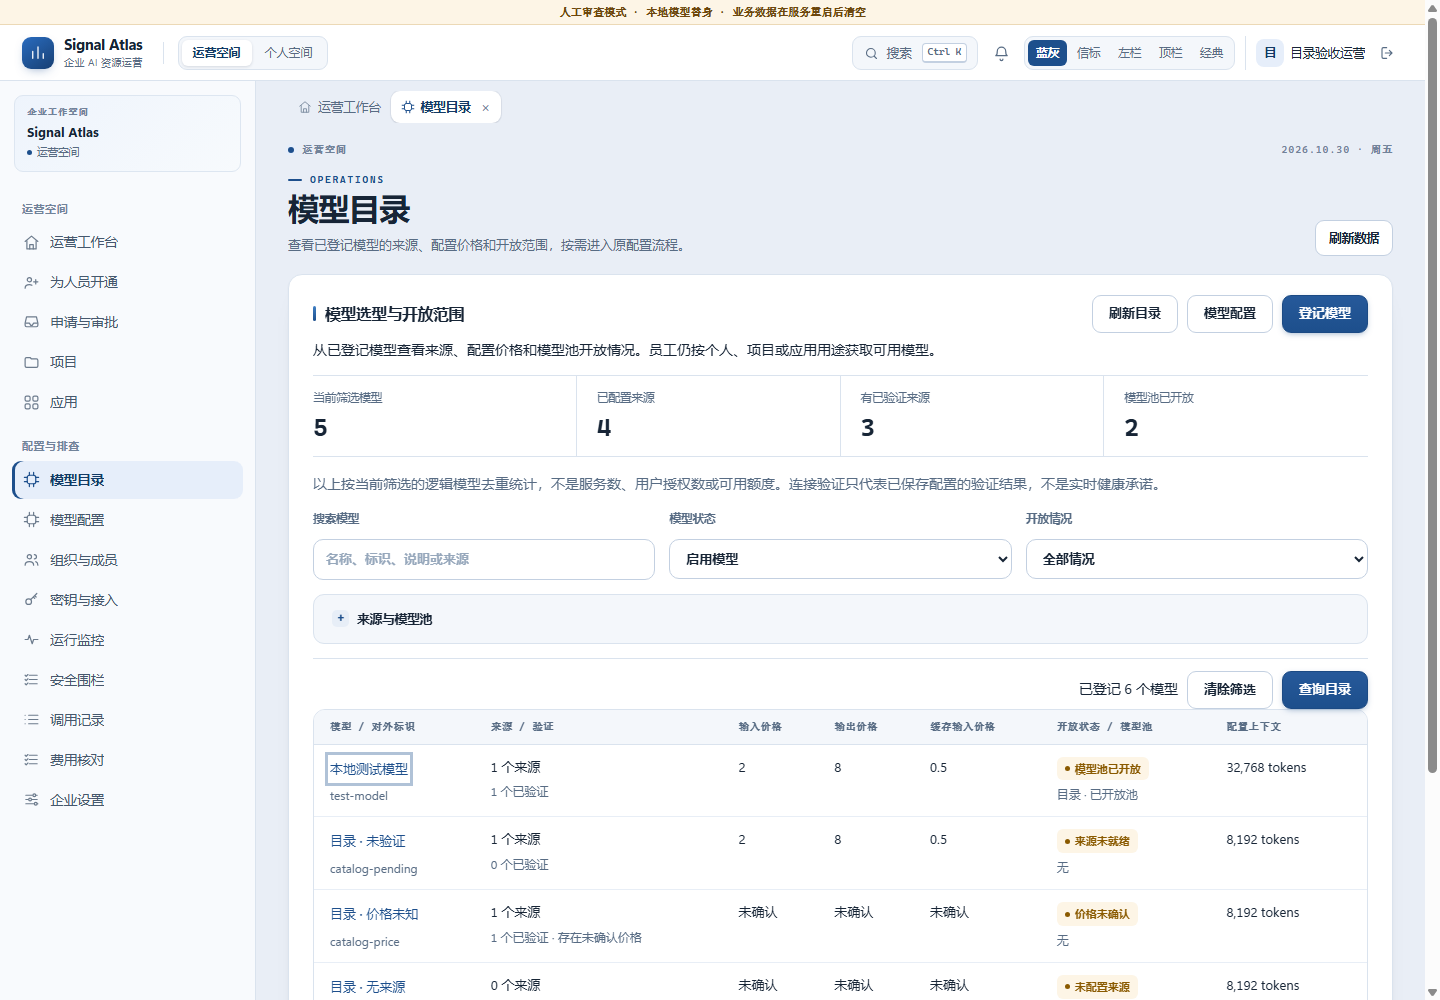 人工审查模式 · 本地模型替身 · 业务数据在服务重启后清空
Signal Atlas
企业 AI 资源运营
运营空间
个人空间
搜索
Ctrl K
蓝灰
信标
左栏
顶栏
经典
目
目录验收运营
企业工作空间
Signal Atlas
运营空间
运营空间
运营工作台
为人员开通
申请与审批
项目
应用
配置与排查
模型目录
模型配置
组织与成员
密钥与接入
运行监控
安全围栏
调用记录
费用核对
企业设置
运营工作台
模型目录 ×
运营空间
2026.10.30 · 周五
OPERATIONS
模型目录
查看已登记模型的来源、配置价格和开放范围，按需进入原配置流程。
刷新数据
模型选型与开放范围
刷新目录
模型配置
登记模型
从已登记模型查看来源、配置价格和模型池开放情况。员工仍按个人、项目或应用用途获取可用模型。
当前筛选模型
5
已配置来源
4
有已验证来源
3
模型池已开放
2
以上按当前筛选的逻辑模型去重统计，不是服务数、用户授权数或可用额度。连接验证只代表已保存配置的验证结果，不是实时健康承诺。
搜索模型
模型状态
开放情况
名称、标识、说明或来源
启用模型
全部情况
+ 来源与模型池
已登记 6 个模型
清除筛选
查询目录
模型 / 对外标识
来源 / 验证
输入价格
输出价格
缓存输入价格
开放状态 / 模型池
配置上下文
本地测试模型
test-model
1 个来源
1 个已验证
2
8
0.5
模型池已开放
目录 · 已开放池
32,768 tokens
目录 · 未验证
catalog-pending
1 个来源
0 个已验证
2
8
0.5
来源未就绪
无
8,192 tokens
目录 · 价格未知
catalog-price
1 个来源
1 个已验证 · 存在未确认价格
未确认
未确认
未确认
价格未确认
无
8,192 tokens
目录 · 无来源
0 个来源
未确认
未确认
未确认
未配置来源
8,192 tokens